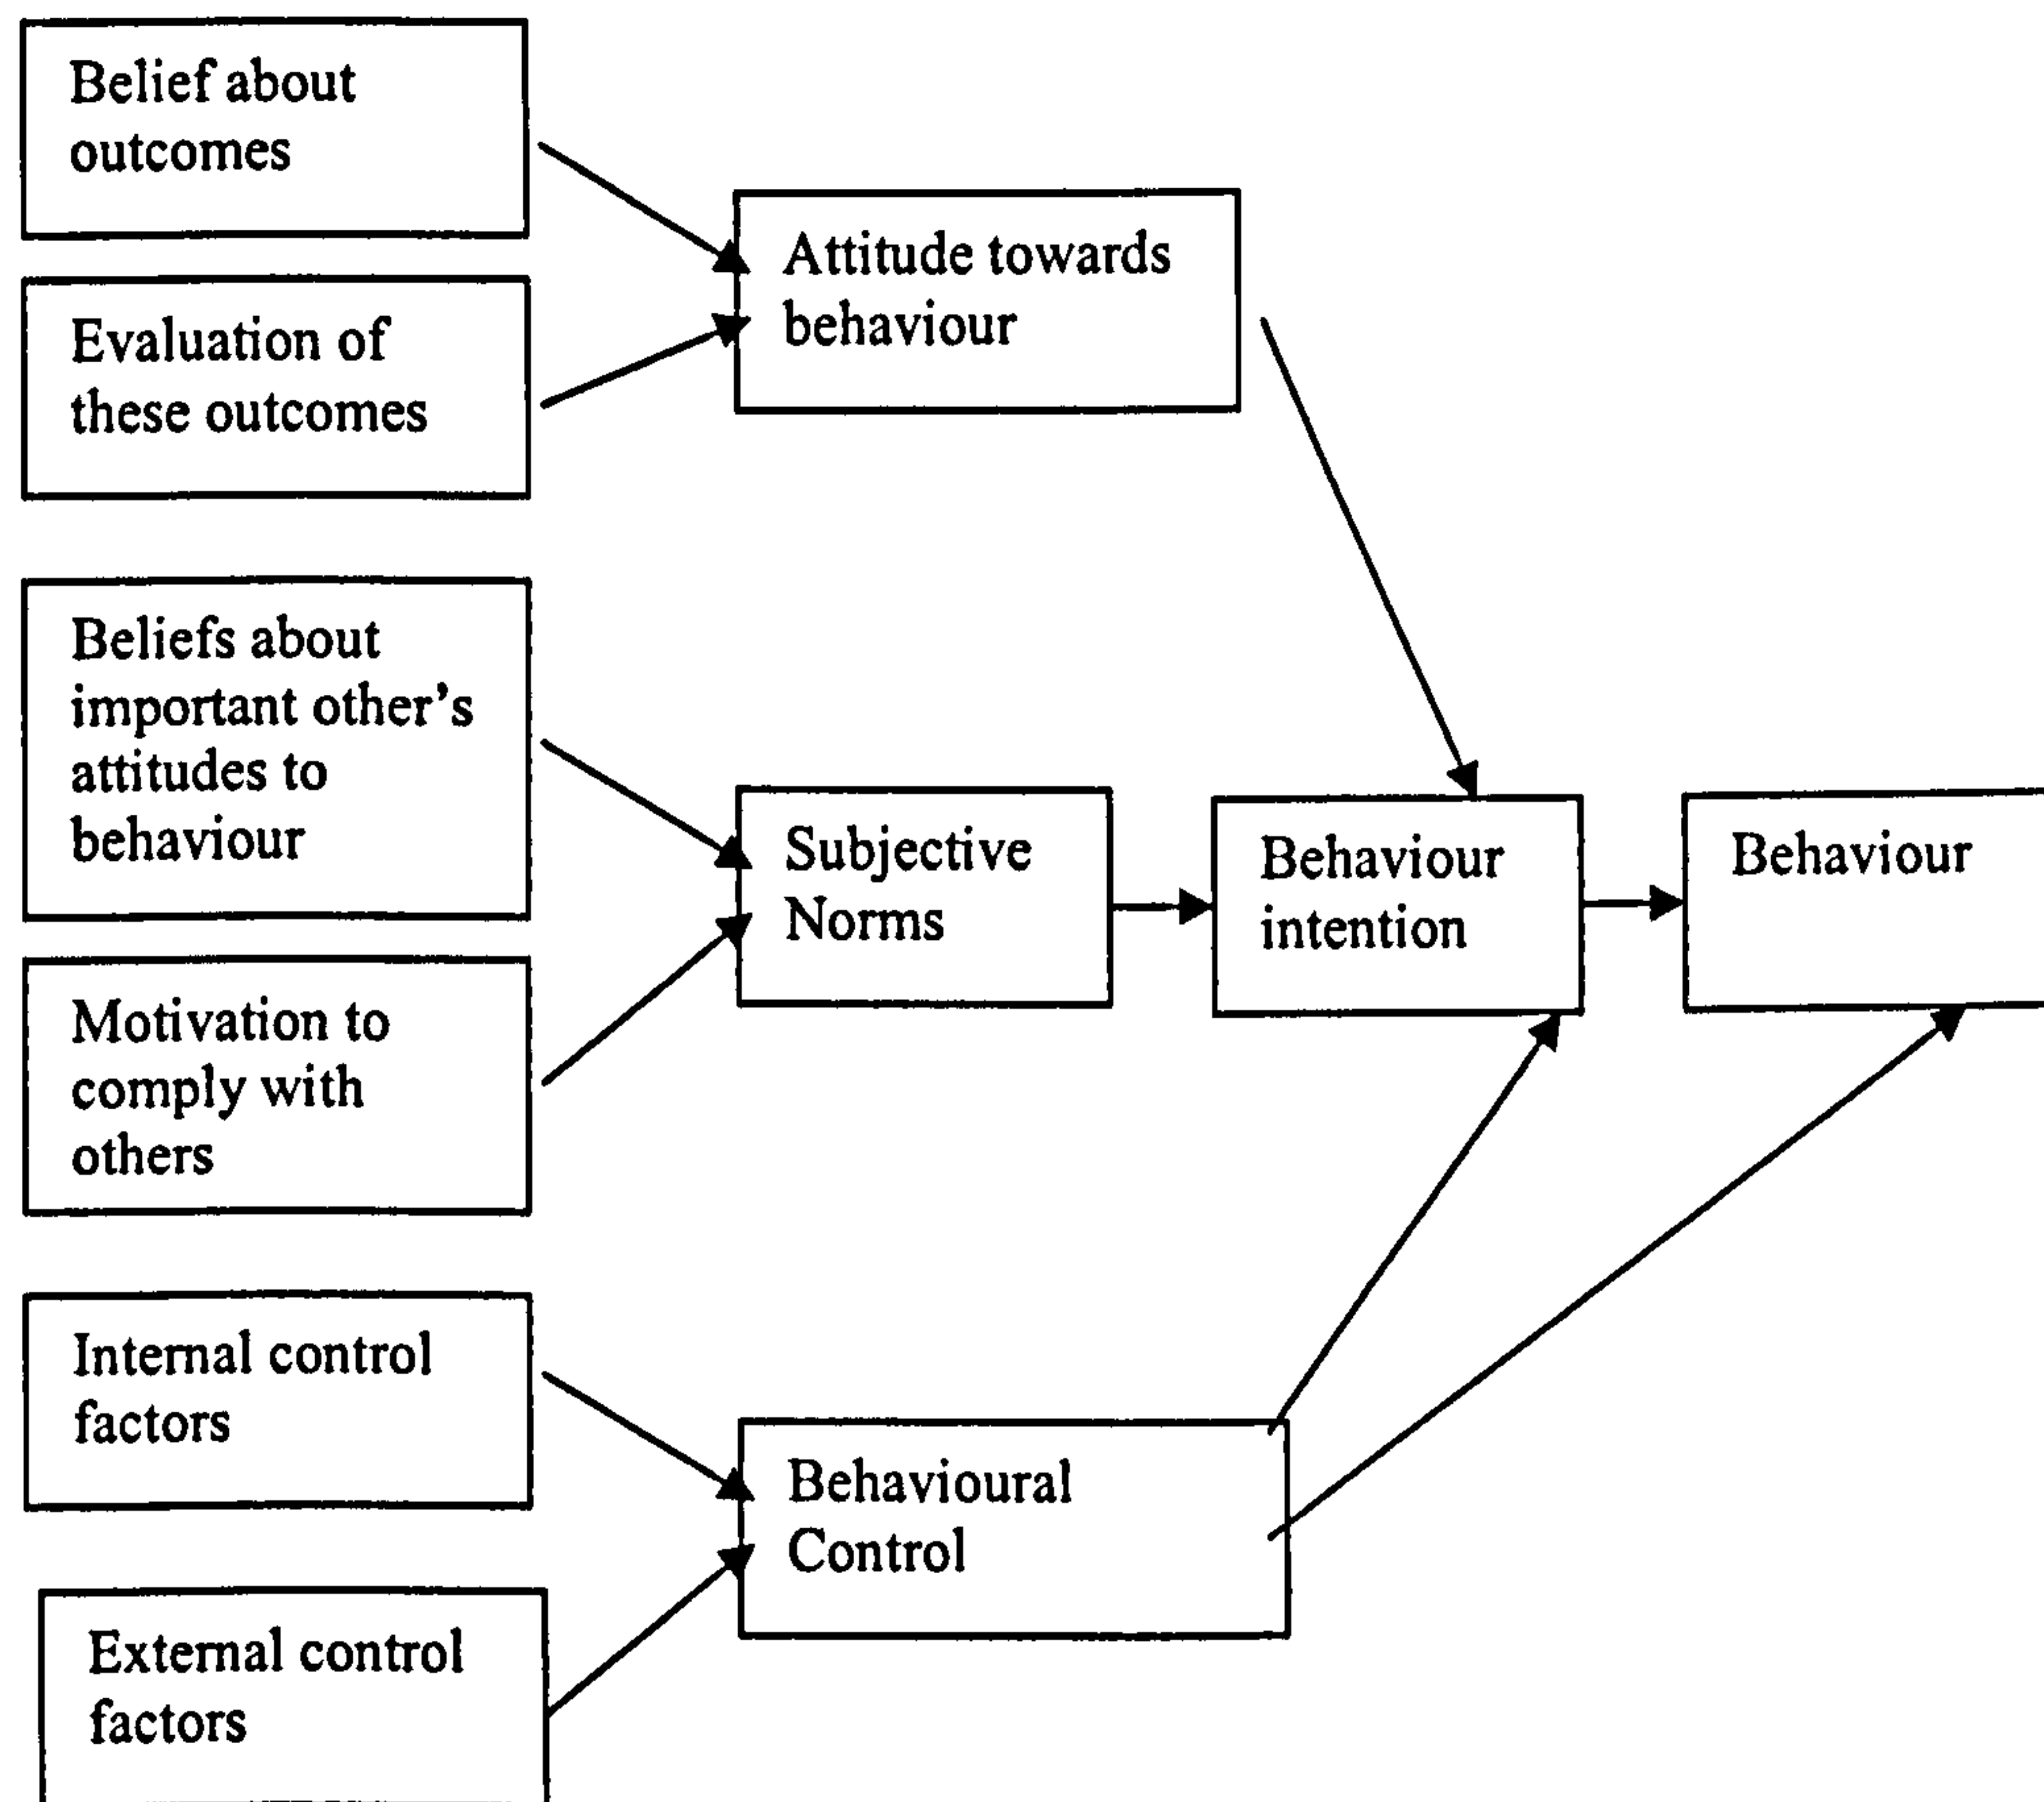 Belief about
outcomes
Evaluation of
these outcomes
Attitude towards
behaviour
Beliefs about
important other's
attitudes to
behaviour
Motivation to
comply with
others
Subjective
Norms
Behaviour
intention
Behaviour
Internal control
factors
External control
factors
Behavioural
Control